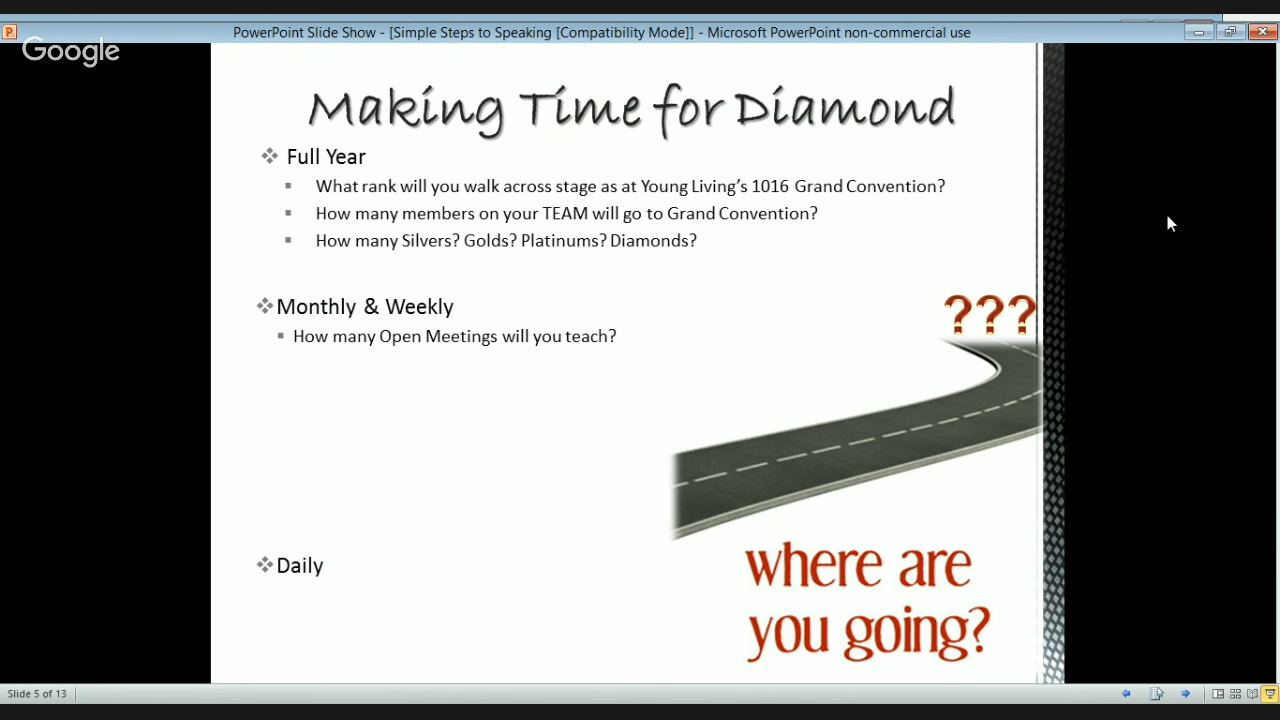 PowerPoint Slide Show - [Simple Steps to Speaking [Compatibility Mode]] - Microsoft PowerPoint non-commercial use
Google
Making Time for Diamond
Full Year
What rank will you walk across stage as at Young Living's 1016 Grand Convention?
How many members on your TEAM will go to Grand Convention?
How many Silvers? Golds? Platinums? Diamonds?
Monthly & Weekly
How many Open Meetings will you teach?
???
Daily
where are
you going?
Slide 5 of 13